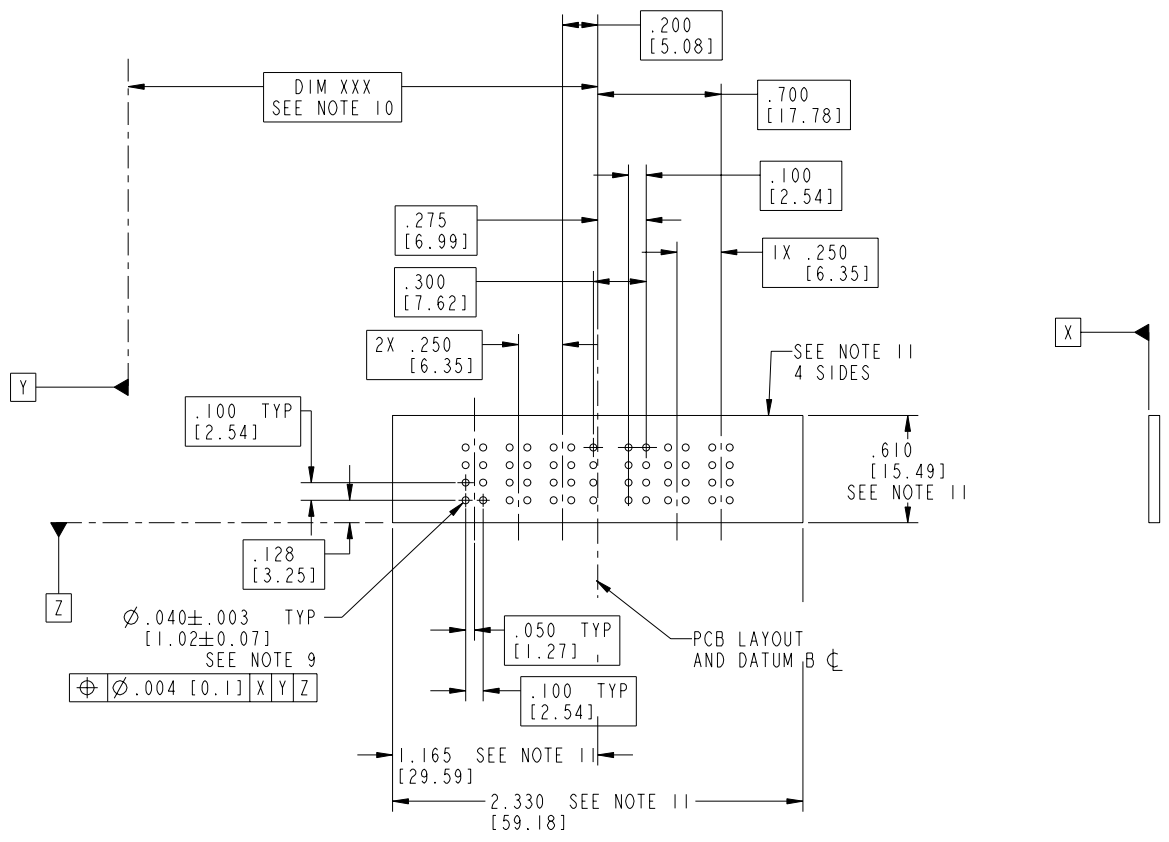 .200
[5.08]
DIM XXX
SEE NOTE 10
.700
[17.78]
.100
[2.54]
.275
[6.99]
1X .250
[6.35]
.300
[7.62]
2X .250
[6.35]
X
SEE NOTE 11
4 SIDES
Y
.100 TYP
[2.54]
.610
[15.49]
SEE NOTE 11
.128
[3.25]
Z
Ø.040±.003 TYP
[1.02±0.07]
SEE NOTE 9
⌖ Ø.004 [0.1] X Y Z
.050 TYP
[1.27]
PCB LAYOUT
AND DATUM B ℄
.100 TYP
[2.54]
1.165 SEE NOTE 11
[29.59]
2.330 SEE NOTE 11
[59.18]